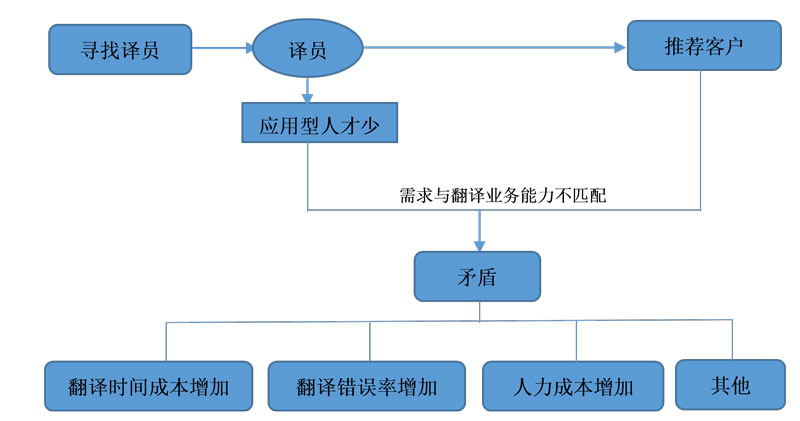 寻找译员
译员
推荐客户
应用型人才少
需求与翻译业务能力不匹配
矛盾
翻译时间成本增加
翻译错误率增加
人力成本增加
其他